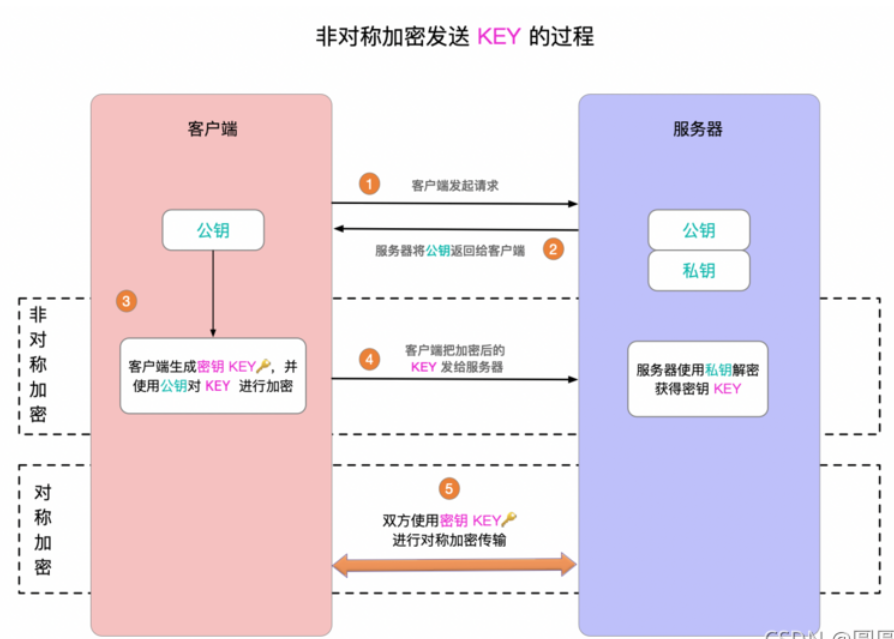 非对称加密发送 KEY 的过程
客户端
服务器
1
客户端发起请求
公钥
公钥
服务器将公钥返回给客户端
2
私钥
3
非对称加密
4
客户端把加密后的
KEY 发给服务器
客户端生成密钥 KEY🔑，并
使用公钥对 KEY 进行加密
服务器使用私钥解密
获得密钥 KEY
对称加密
5
双方使用密钥 KEY🔑
进行对称加密传输